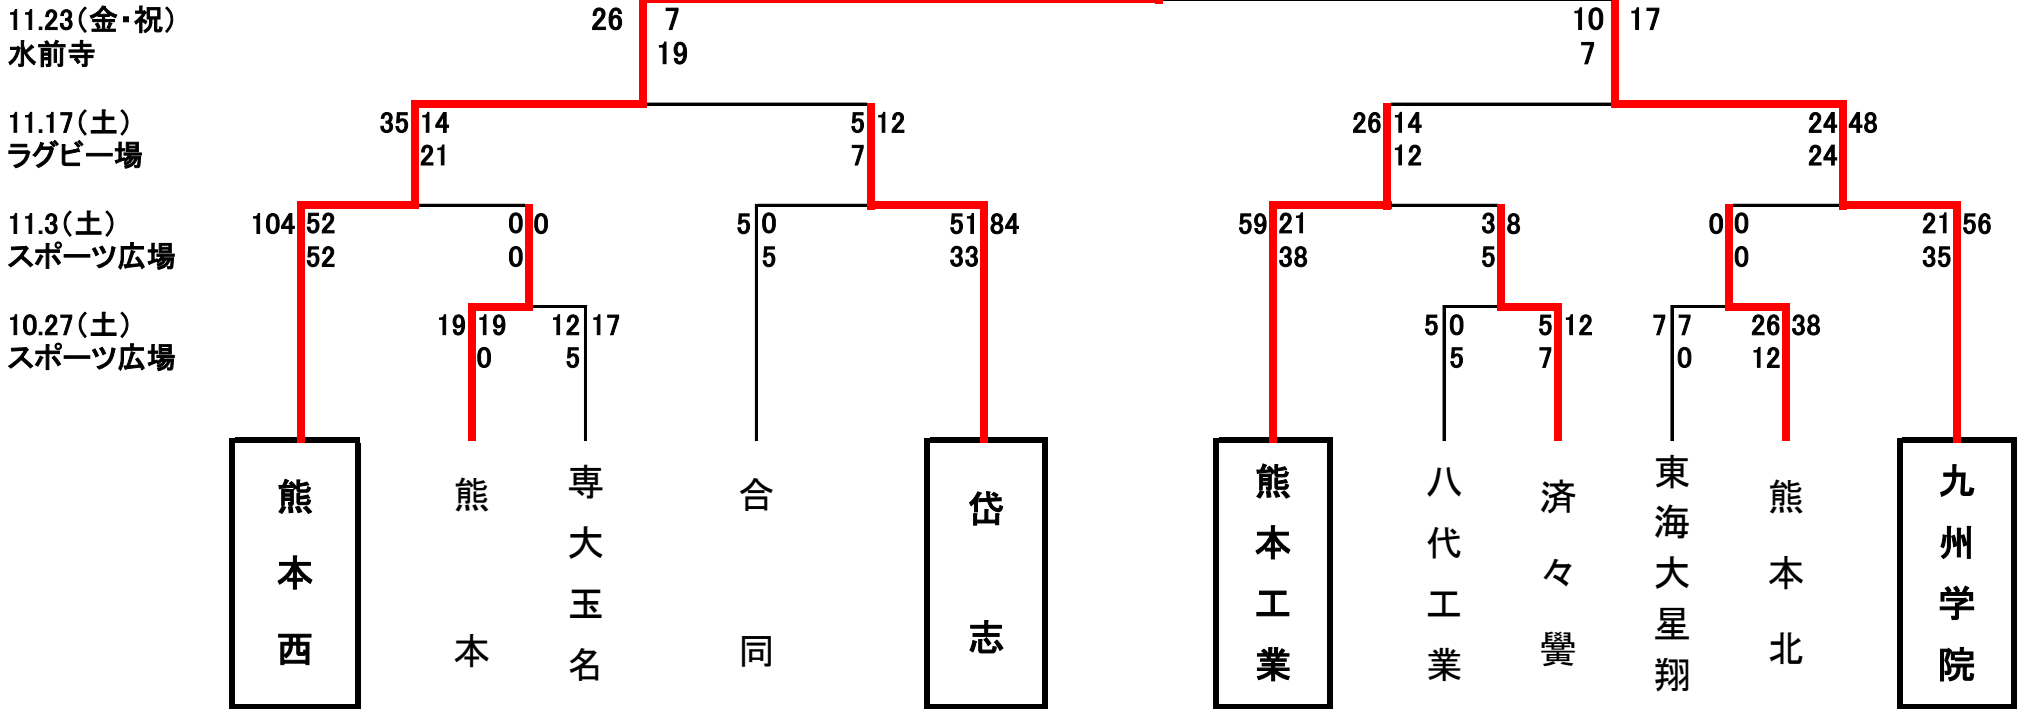 11.23(金・祝) 26 7 10 17
水前寺 19 7
11.17(土) 35 14 5 12 26 14 24 48
ラグビー場 21 7 12 24
11.3(土) 104 52 0 0 5 0 51 84 59 21 3 8 0 0 21 56
スポーツ広場 52 0 5 33 38 5 0 35
10.27(土) 19 19 12 17 5 0 5 12 7 7 26 38
スポーツ広場 0 5 5 7 0 12
熊本西
熊本
専大玉名
合同
岱志
熊本工業
八代工業
済々黌
東海大星翔
熊本北
九州学院